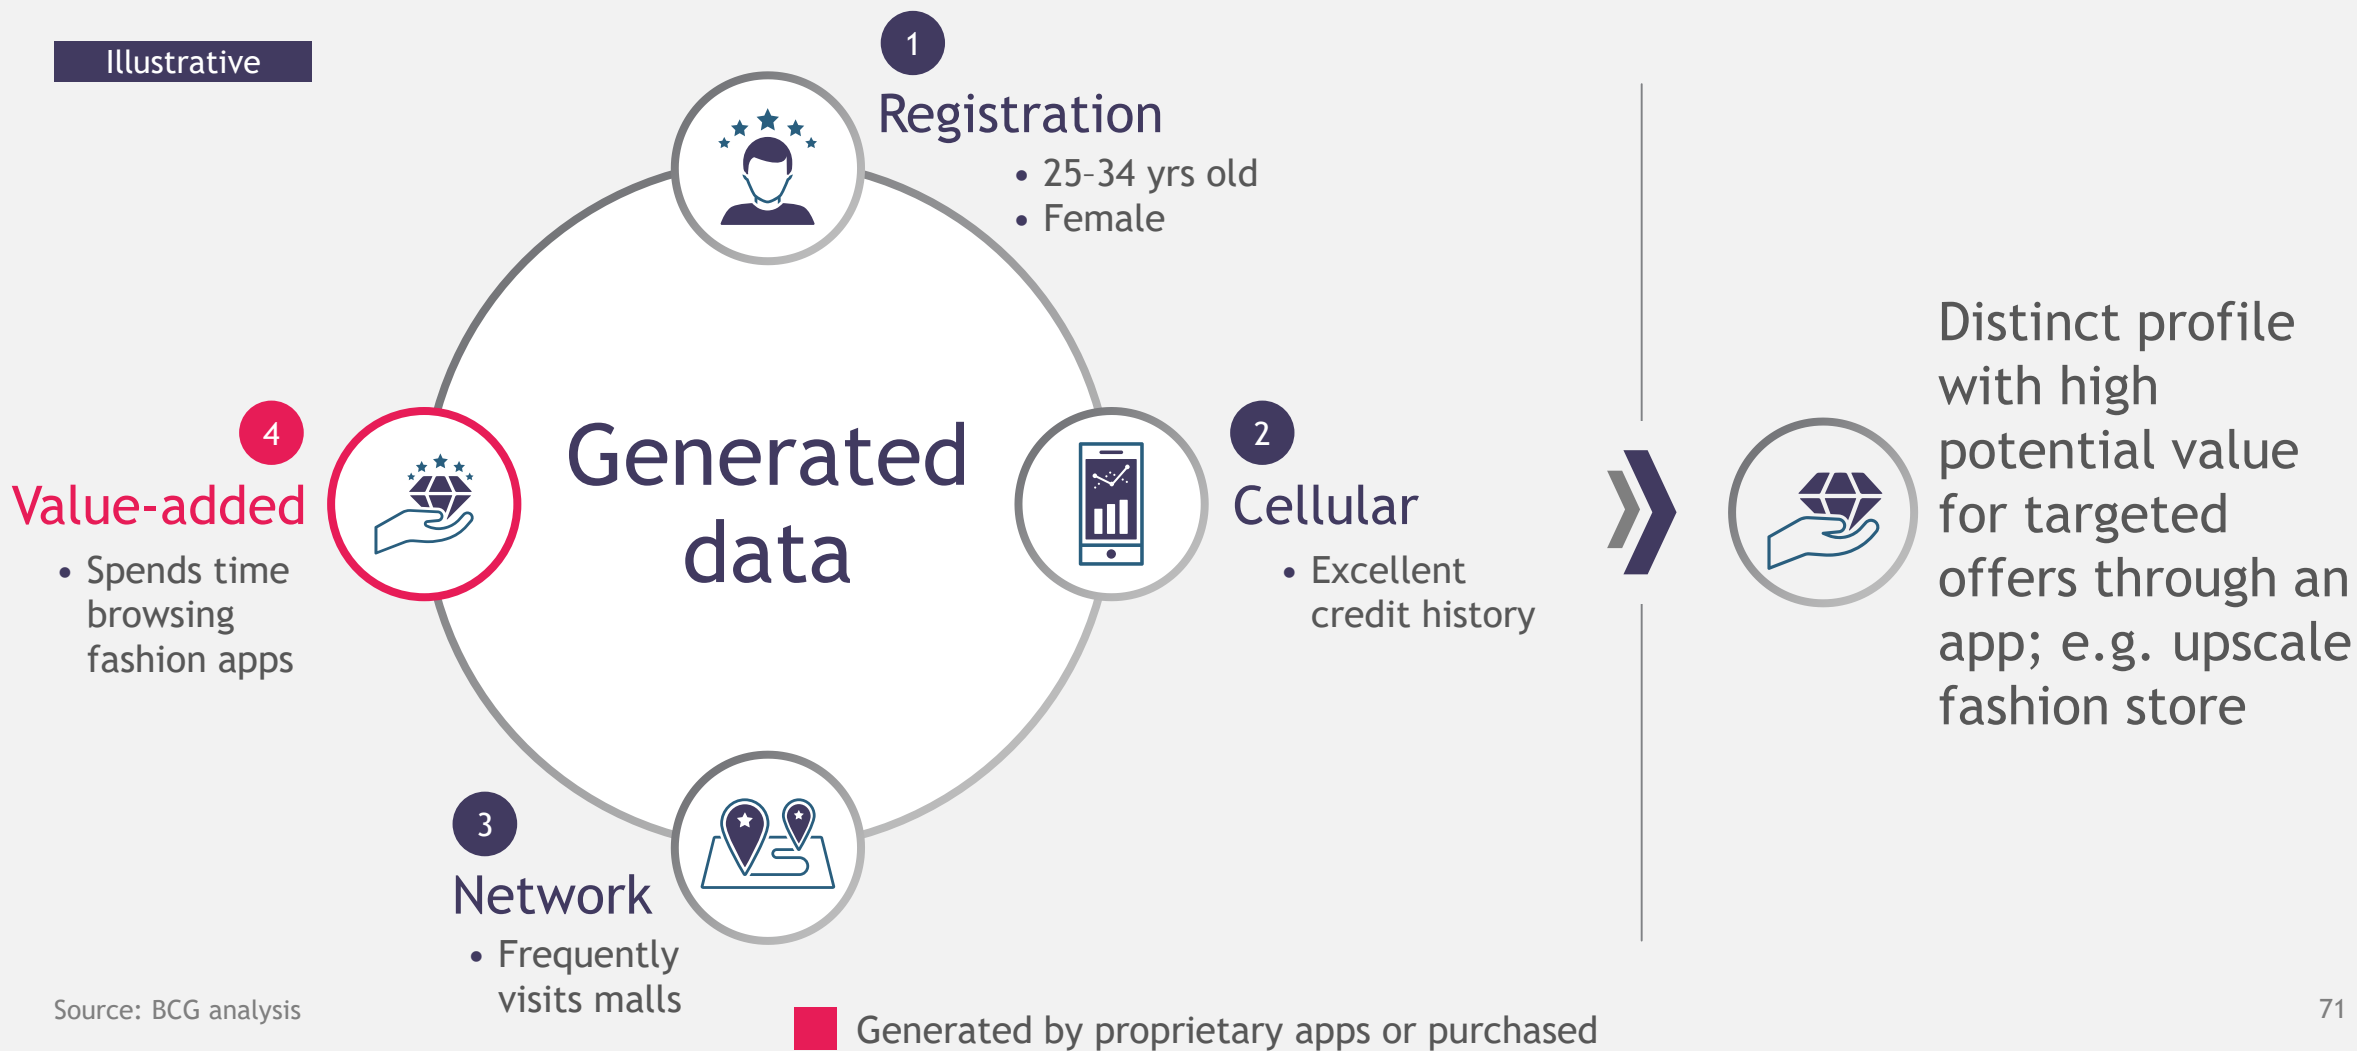 Illustrative
1
Registration
• 25–34 yrs old
• Female
2
Cellular
• Excellent
credit history
3
Network
• Frequently
visits malls
4
Value-added
• Spends time
browsing
fashion apps
Generated
data
Distinct profile
with high
potential value
for targeted
offers through an
app; e.g. upscale
fashion store
Generated by proprietary apps or purchased
Source: BCG analysis
71